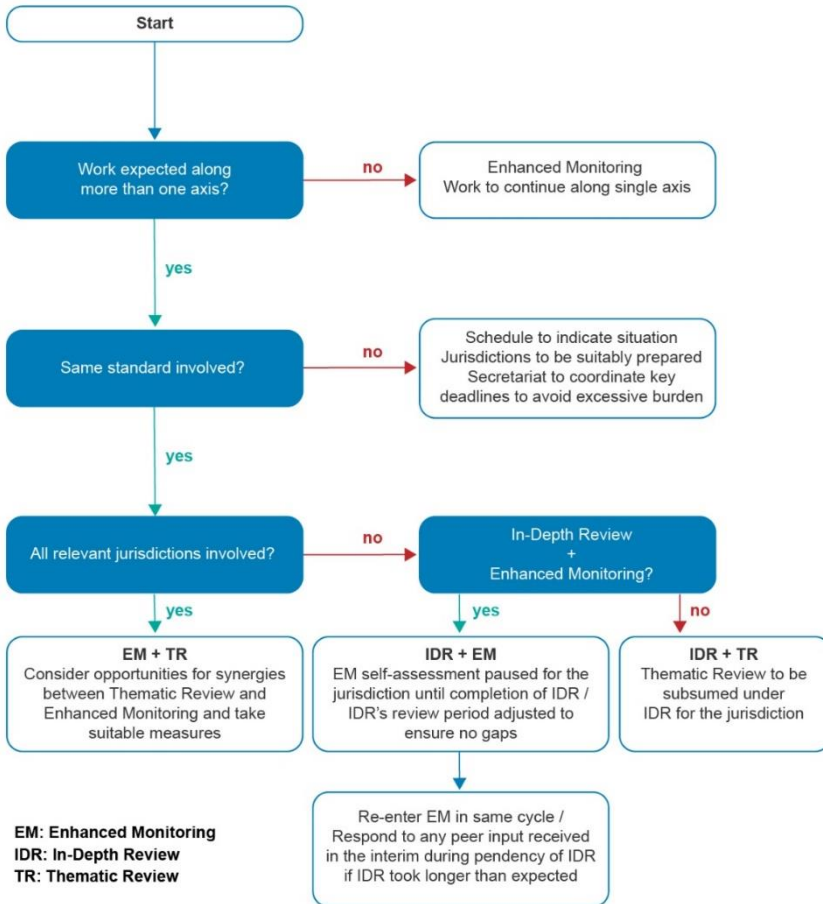 Start
Work expected along
more than one axis?
no
Enhanced Monitoring
Work to continue along single axis
yes
Same standard involved?
no
Schedule to indicate situation
Jurisdictions to be suitably prepared
Secretariat to coordinate key
deadlines to avoid excessive burden
yes
All relevant jurisdictions involved?
no
In-Depth Review
+
Enhanced Monitoring?
yes
yes
no
EM + TR
Consider opportunities for synergies
between Thematic Review and
Enhanced Monitoring and take
suitable measures
IDR + EM
EM self-assessment paused for the
jurisdiction until completion of IDR /
IDR's review period adjusted to
ensure no gaps
IDR + TR
Thematic Review to be
subsumed under
IDR for the jurisdiction
Re-enter EM in same cycle /
Respond to any peer input received
in the interim during pendency of IDR
if IDR took longer than expected
EM: Enhanced Monitoring
IDR: In-Depth Review
TR: Thematic Review